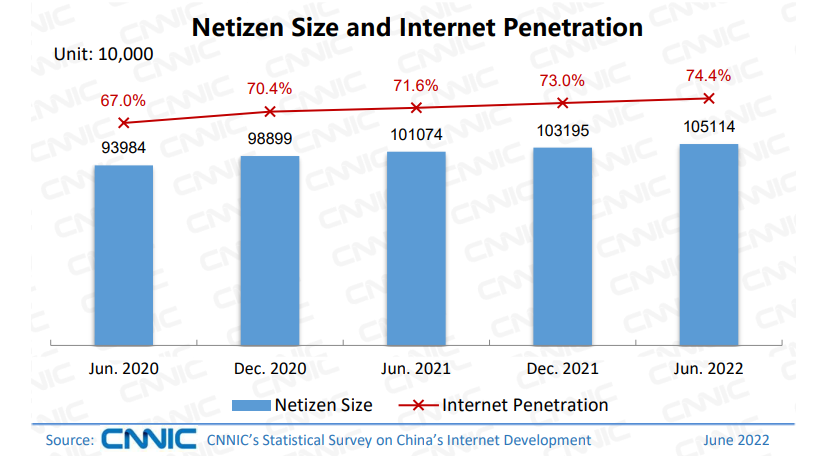 Netizen Size and Internet Penetration
Unit: 10,000
67.0% 70.4% 71.6% 73.0% 74.4%
93984 98899 101074 103195 105114
Jun. 2020 Dec. 2020 Jun. 2021 Dec. 2021 Jun. 2022
Netizen Size Internet Penetration
Source: CNNIC CNNIC's Statistical Survey on China's Internet Development June 2022